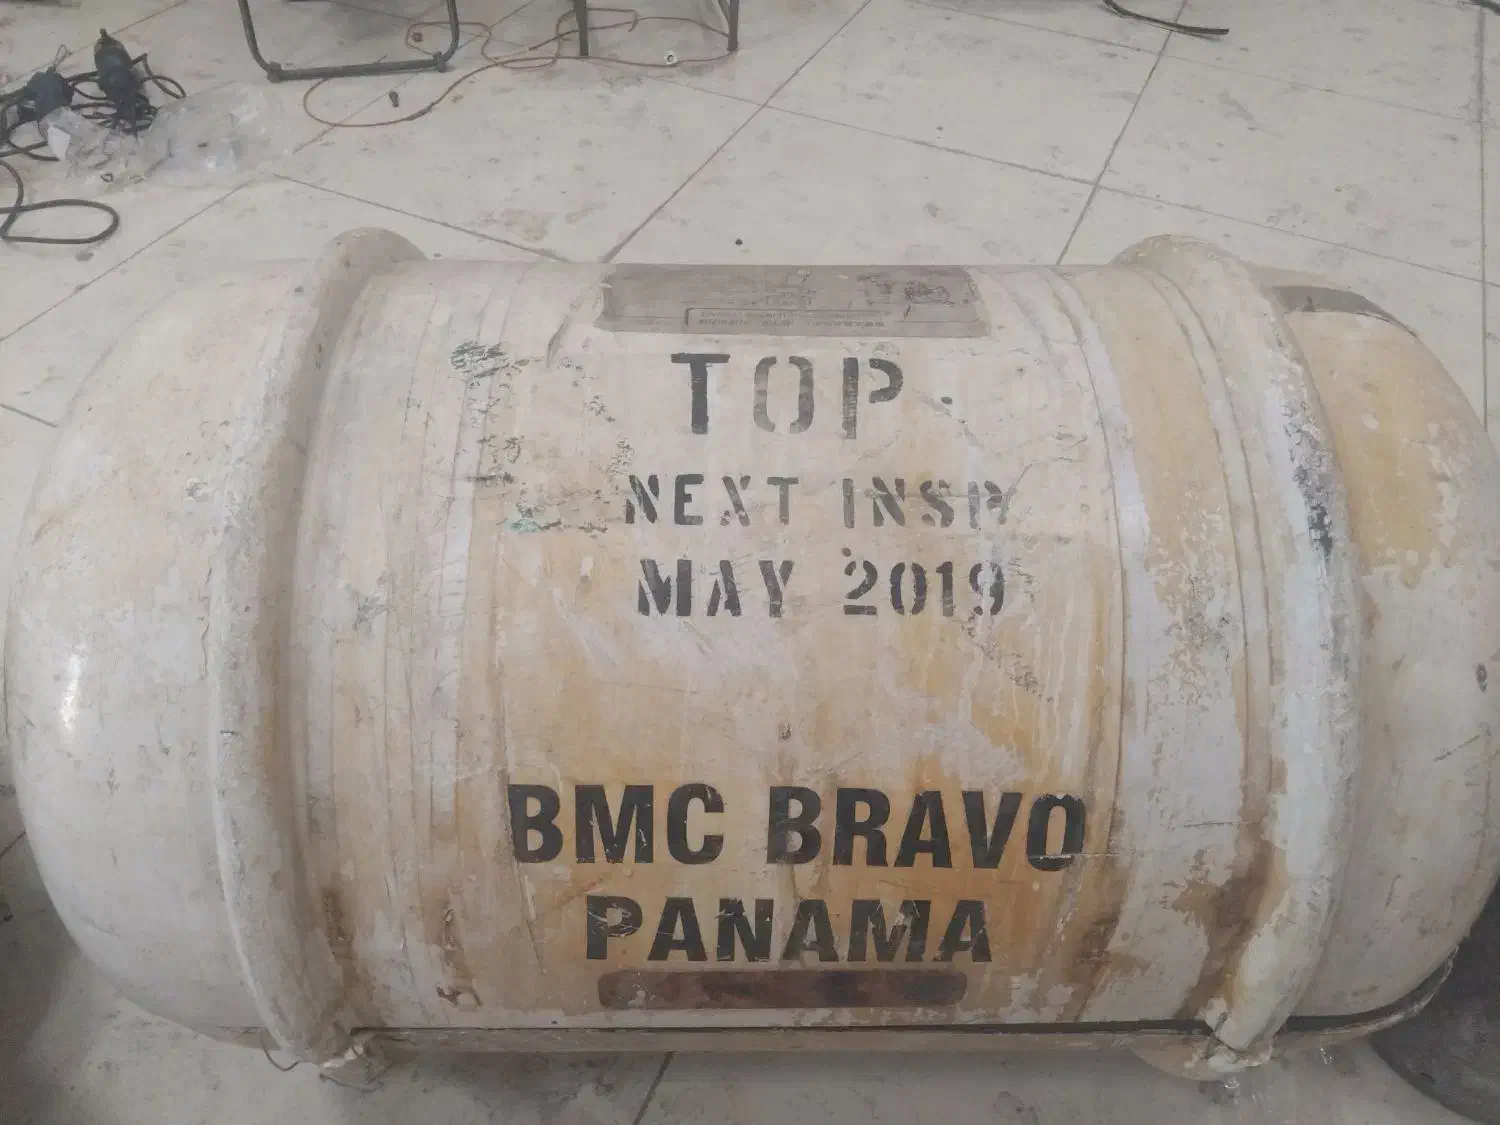 TOP
NEXT INSP
MAY 2019
BMC BRAVO
PANAMA